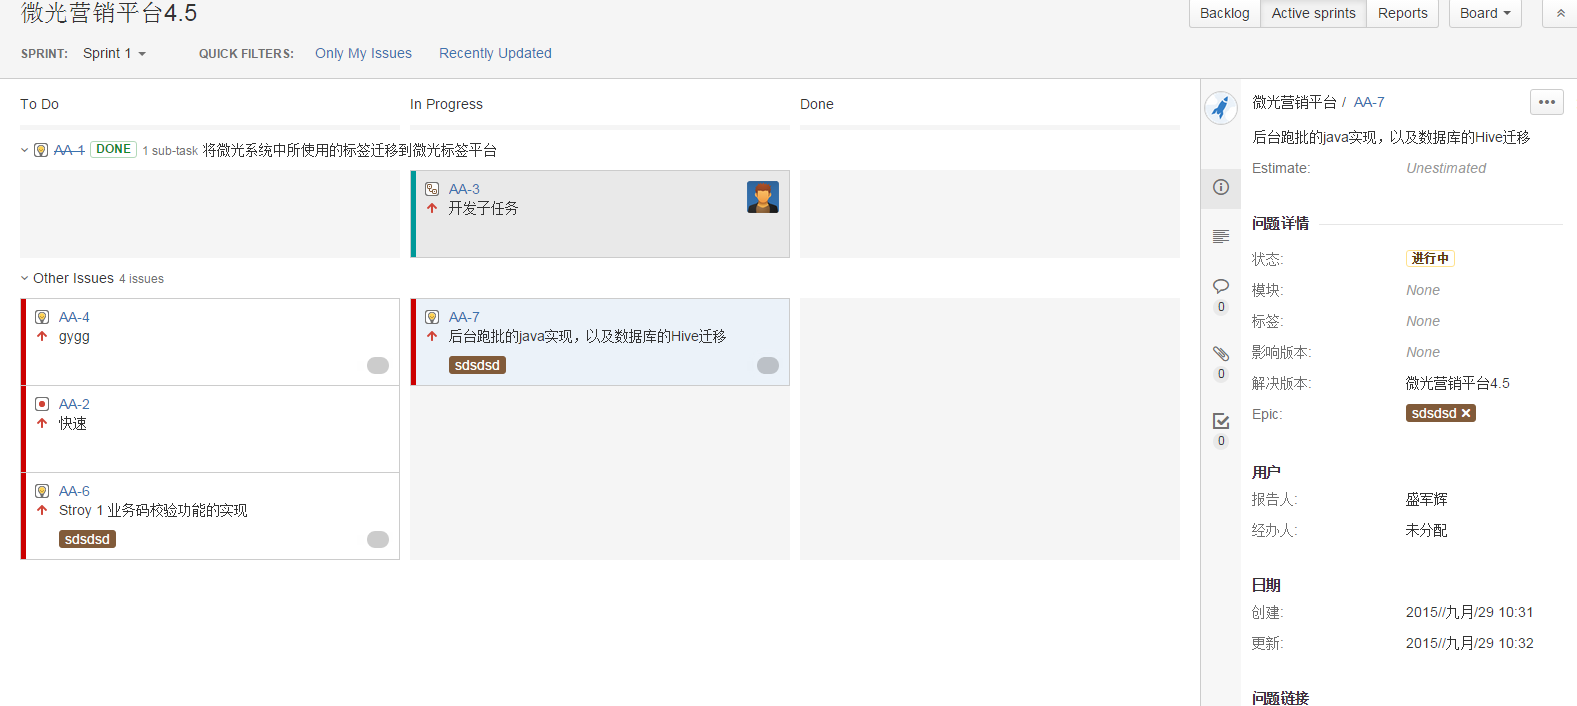 微光营销平台4.5
Backlog Active sprints Reports Board
SPRINT: Sprint 1 QUICK FILTERS: Only My Issues Recently Updated
To Do In Progress Done
AA-1 DONE 1 sub-task 将微光系统中所使用的标签迁移到微光标签平台
AA-3
开发子任务
Other Issues 4 issues
AA-4
gygg
AA-2
快速
AA-6
Stroy 1 业务码校验功能的实现
sdsdsd
AA-7
后台跑批的java实现，以及数据库的Hive迁移
sdsdsd
微光营销平台 / AA-7
后台跑批的java实现，以及数据库的Hive迁移
Estimate: Unestimated
问题详情
状态: 进行中
模块: None
标签: None
影响版本: None
解决版本: 微光营销平台4.5
Epic: sdsdsd
用户
报告人: 盛军辉
经办人: 未分配
日期
创建: 2015//九月/29 10:31
更新: 2015//九月/29 10:32
问题链接
0
0
0